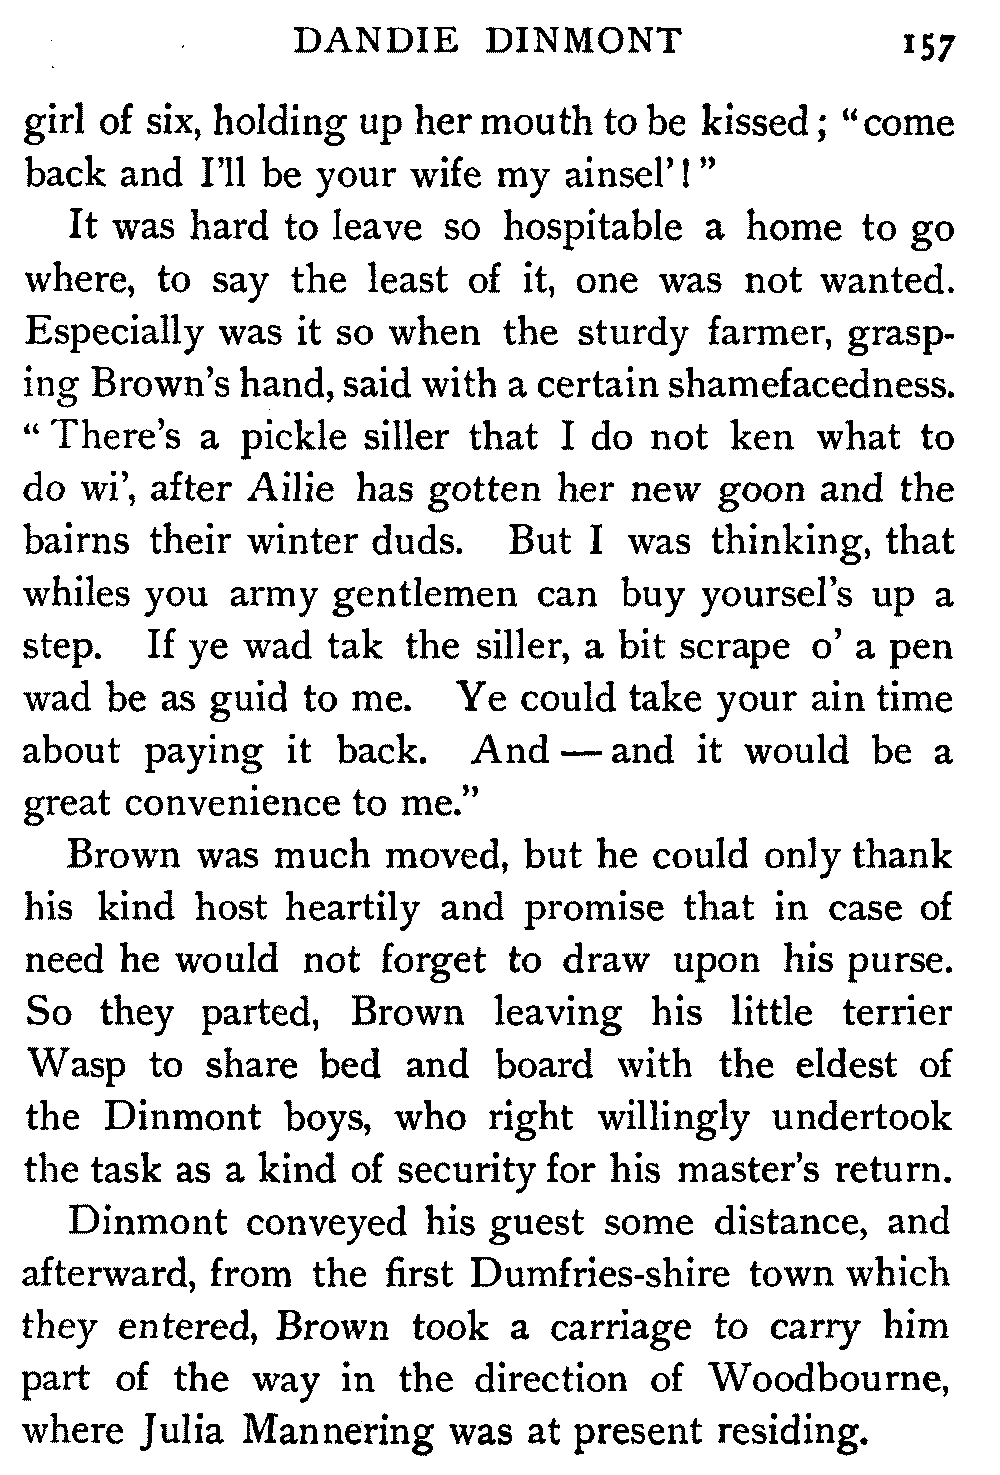 DANDIE DINMONT 157
girl of six, holding up her mouth to be kissed; “come
back and I'll be your wife my ainsel’!”
It was hard to leave so hospitable a home to go
where, to say the least of it, one was not wanted.
Especially was it so when the sturdy farmer, grasp-
ing Brown's hand, said with a certain shamefacedness.
“There's a pickle siller that I do not ken what to
do wi’, after Ailie has gotten her new goon and the
bairns their winter duds. But I was thinking, that
whiles you army gentlemen can buy yoursel's up a
step. If ye wad tak the siller, a bit scrape o’ a pen
wad be as guid to me. Ye could take your ain time
about paying it back. And — and it would be a
great convenience to me.”
Brown was much moved, but he could only thank
his kind host heartily and promise that in case of
need he would not forget to draw upon his purse.
So they parted, Brown leaving his little terrier
Wasp to share bed and board with the eldest of
the Dinmont boys, who right willingly undertook
the task as a kind of security for his master's return.
Dinmont conveyed his guest some distance, and
afterward, from the first Dumfries-shire town which
they entered, Brown took a carriage to carry him
part of the way in the direction of Woodbourne,
where Julia Mannering was at present residing.